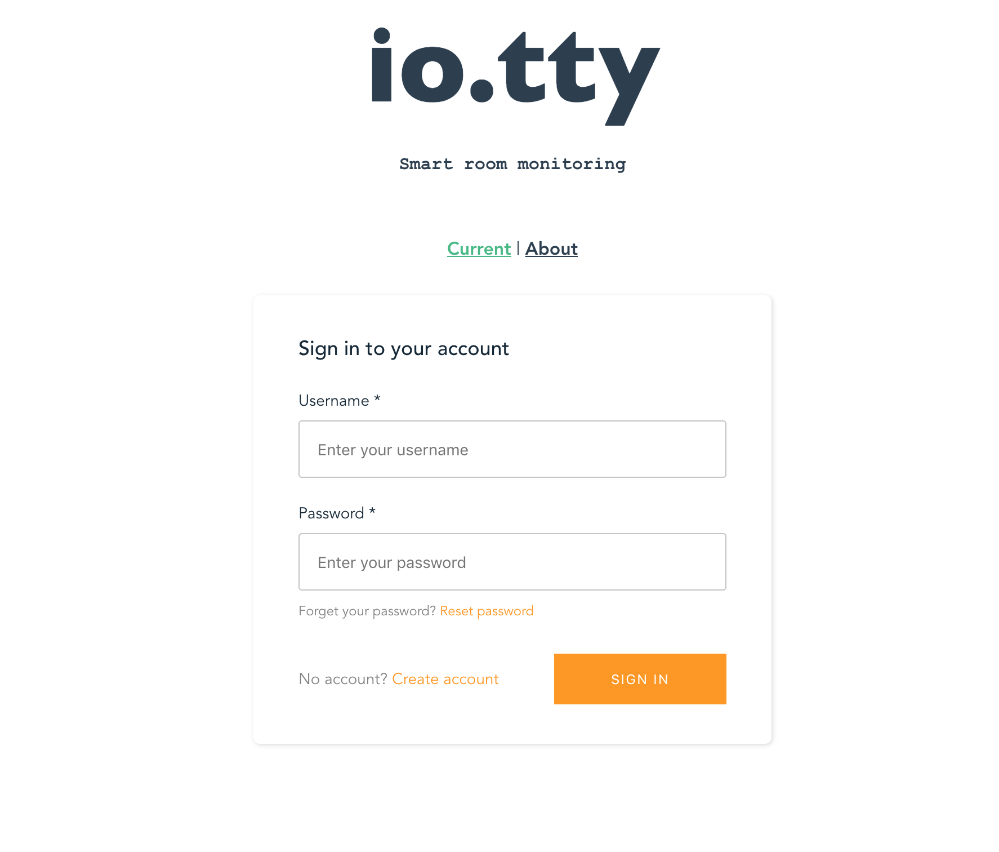 io.tty
Smart room monitoring
Current | About
Sign in to your account
Username *
Enter your username
Password *
Enter your password
Forget your password? Reset password
No account? Create account
SIGN IN